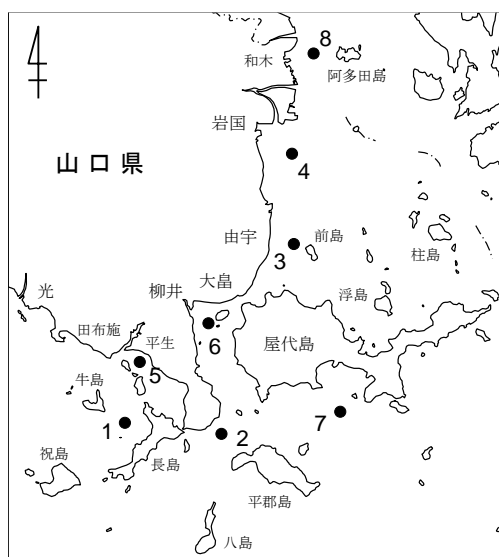 8
和木
阿多田島
岩国
山口県
4
由宇
前島
3
柱島
大畠
光
柳井
浮島
田布施
平生
6
屋代島
5
牛島
1
2
7
祝島
長島
平郡島
八島